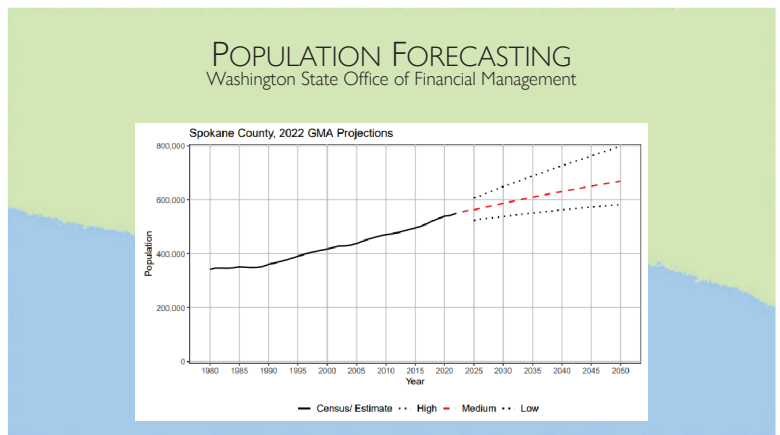 Population Forecasting
Washington State Office of Financial Management
Spokane County, 2022 GMA Projections
800,000
600,000
400,000
200,000
0
Population
1980 1985 1990 1995 2000 2005 2010 2015 2020 2025 2030 2035 2040 2045 2050
Year
Census/ Estimate High Medium Low